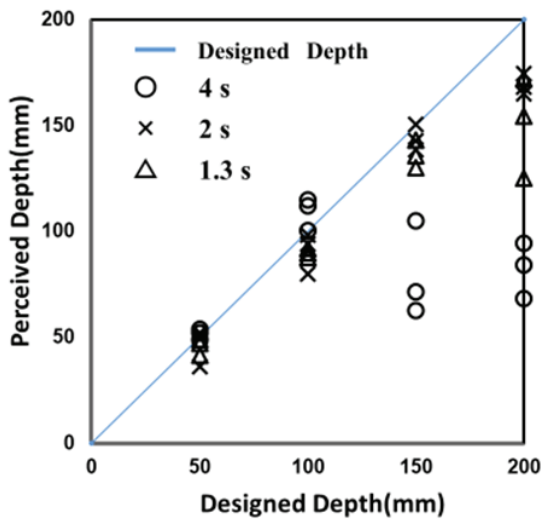 200
150
100
50
0
Perceived Depth(mm)
Designed Depth
4 s
2 s
1.3 s
0 50 100 150 200
Designed Depth(mm)